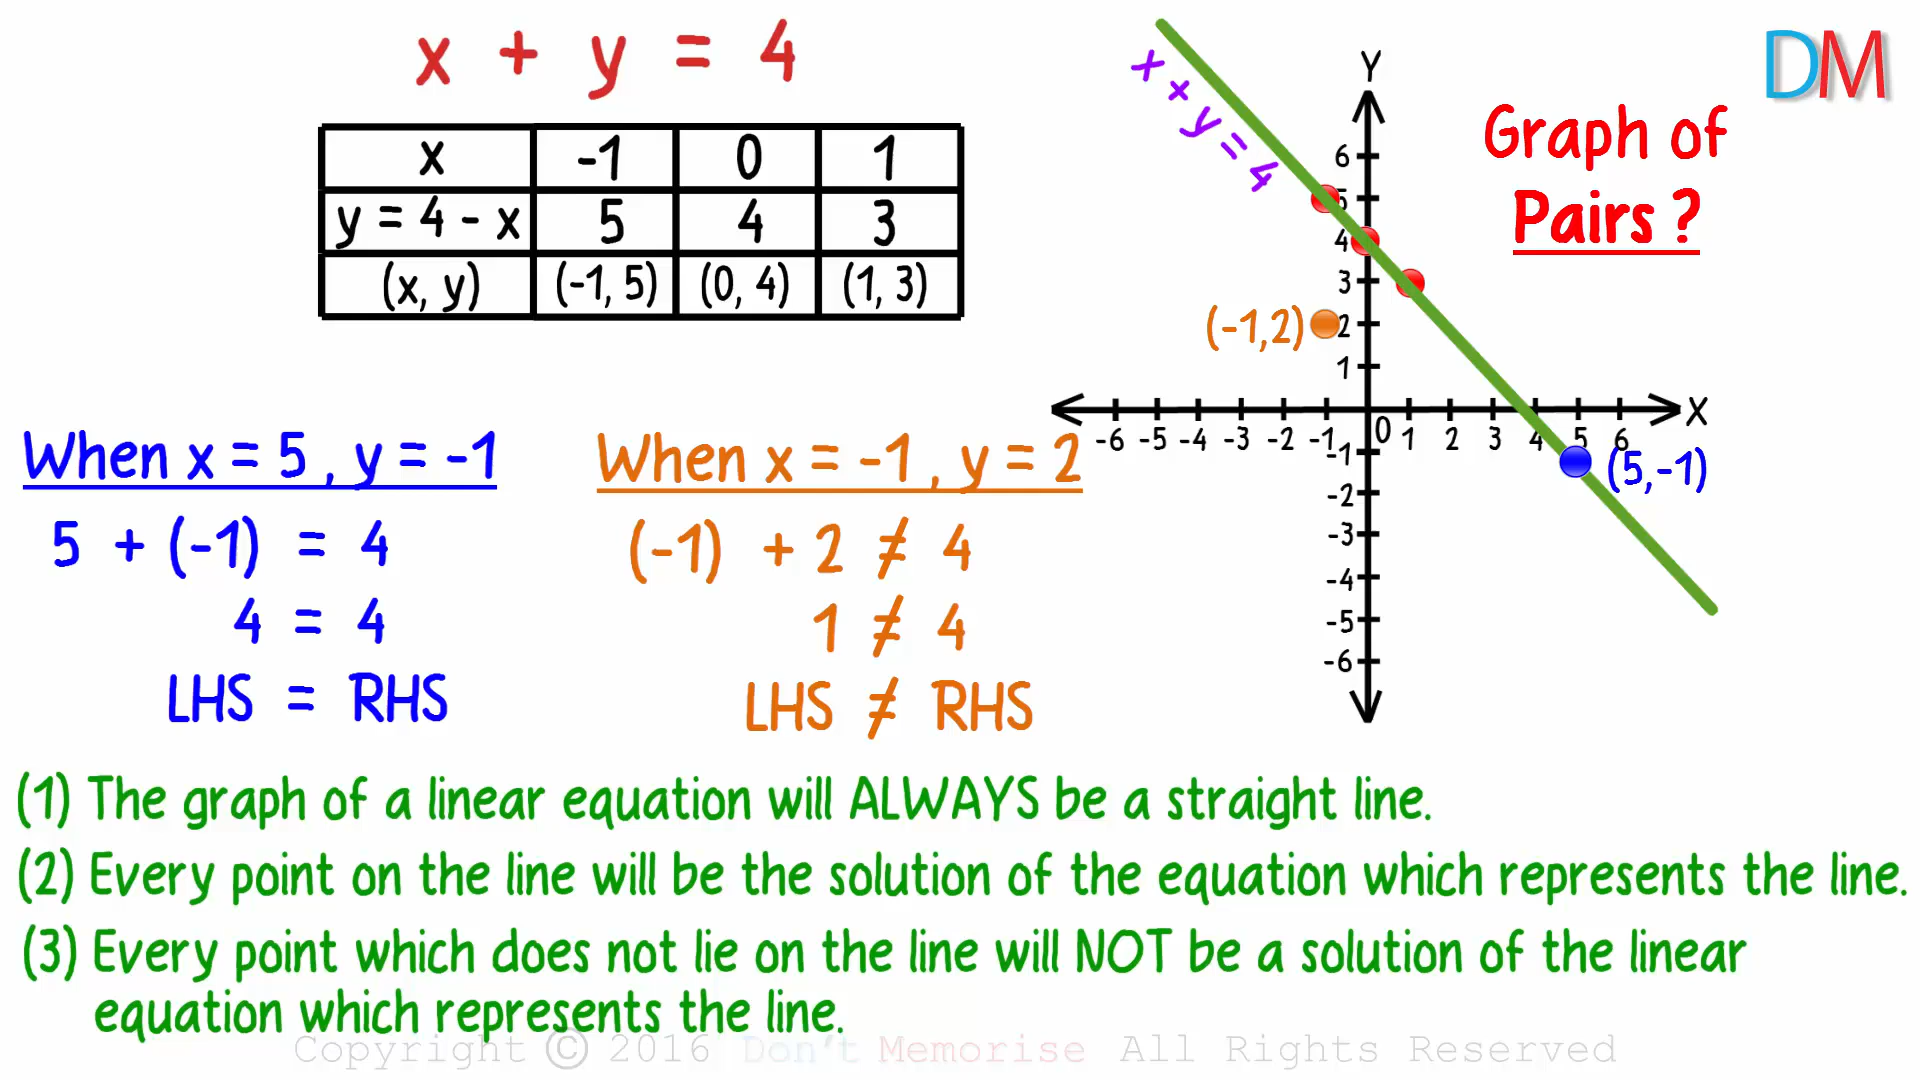 x + y = 4
x -1 0 1
y = 4 - x 5 4 3
(x, y) (-1, 5) (0, 4) (1, 3)
DM
Graph of
Pairs ?
x + y = 4
Y
6
5
4
3
2
1
(-1,2)
X
-6 -5 -4 -3 -2 -1 0 1 2 3 4 5 6
-1
-2
-3
-4
-5
-6
(5,-1)
When x = 5 , y = -1
5 + (-1) = 4
4 = 4
LHS = RHS
When x = -1 , y = 2
(-1) + 2 ≠ 4
1 ≠ 4
LHS ≠ RHS
(1) The graph of a linear equation will ALWAYS be a straight line.
(2) Every point on the line will be the solution of the equation which represents the line.
(3) Every point which does not lie on the line will NOT be a solution of the linear
equation which represents the line.
Copyright © 2016 Don't Memorise All Rights Reserved